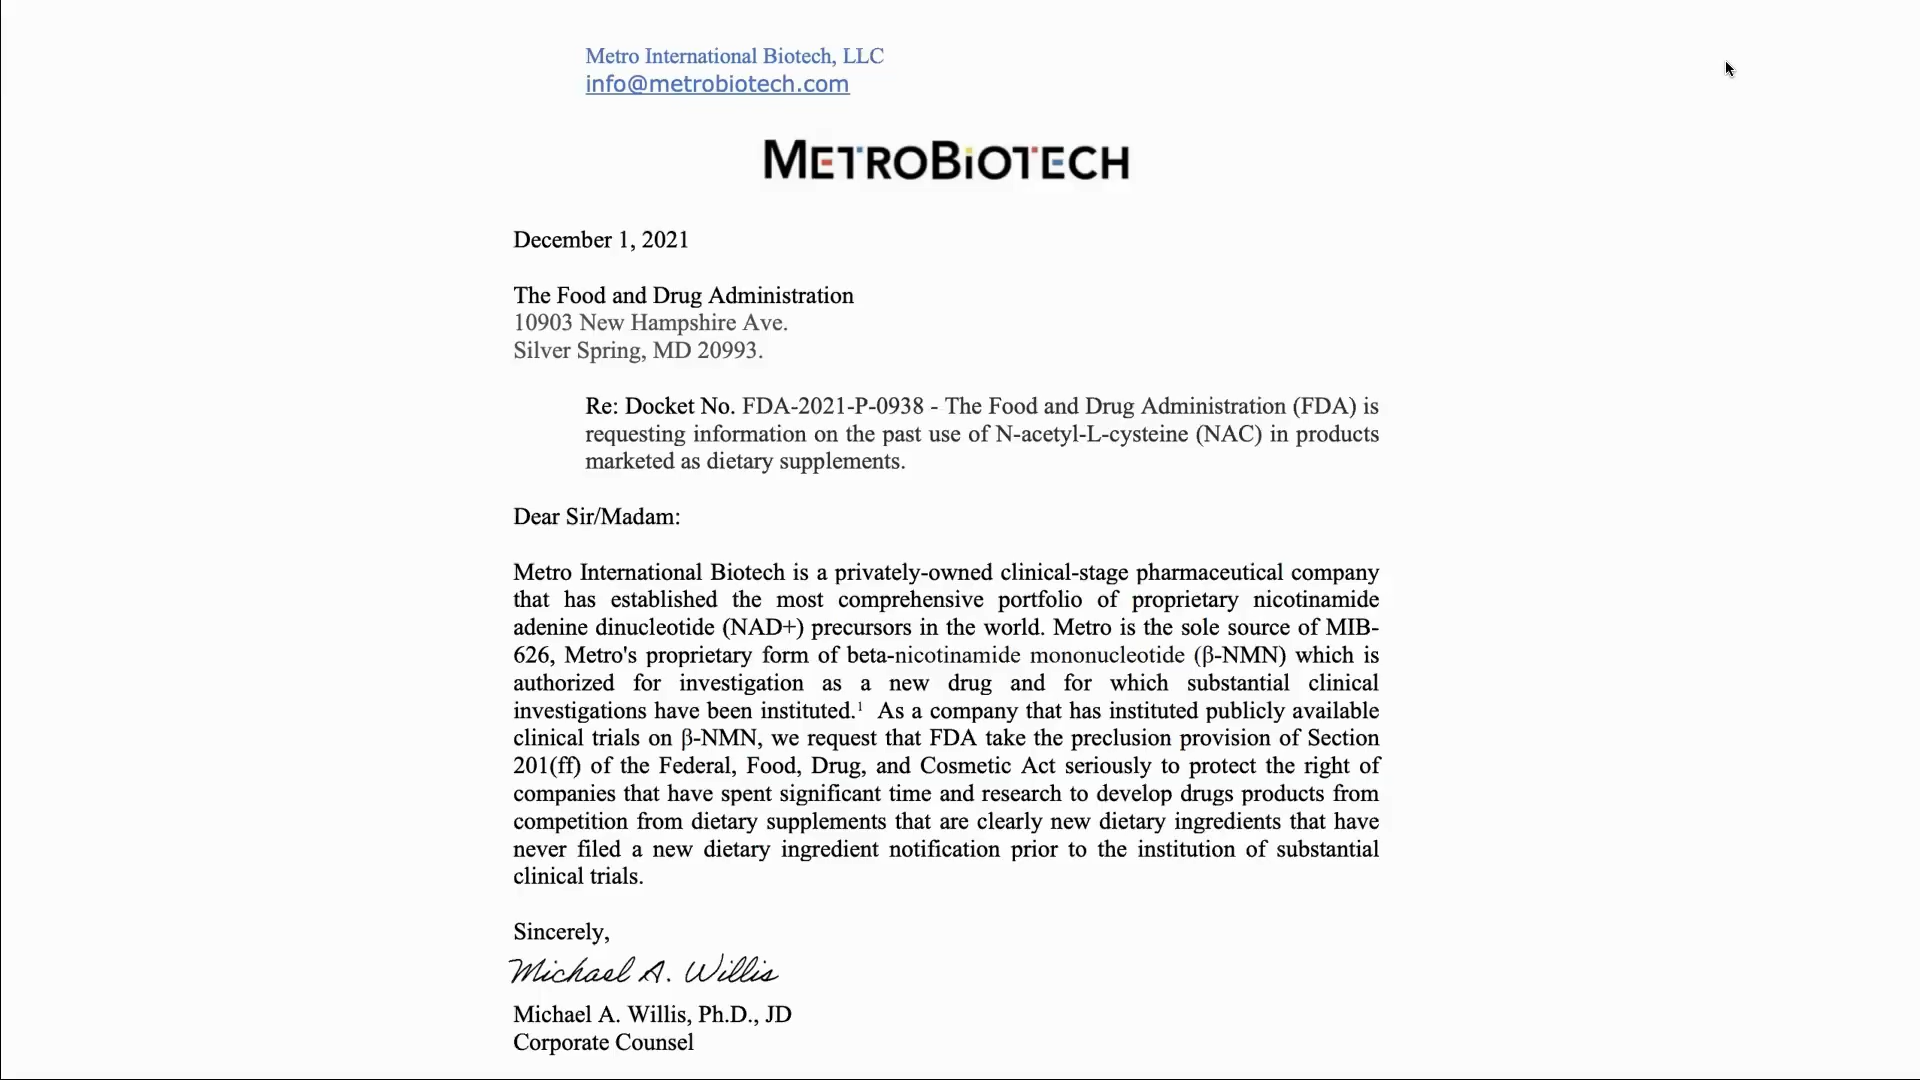 Metro International Biotech, LLC
info@metrobiotech.com
METROBIOTECH
December 1, 2021
The Food and Drug Administration
10903 New Hampshire Ave.
Silver Spring, MD 20993.
Re: Docket No. FDA-2021-P-0938 - The Food and Drug Administration (FDA) is
requesting information on the past use of N-acetyl-L-cysteine (NAC) in products
marketed as dietary supplements.
Dear Sir/Madam:
Metro International Biotech is a privately-owned clinical-stage pharmaceutical company
that has established the most comprehensive portfolio of proprietary nicotinamide
adenine dinucleotide (NAD+) precursors in the world. Metro is the sole source of MIB-
626, Metro's proprietary form of beta-nicotinamide mononucleotide (β-NMN) which is
authorized for investigation as a new drug and for which substantial clinical
investigations have been instituted.¹ As a company that has instituted publicly available
clinical trials on β-NMN, we request that FDA take the preclusion provision of Section
201(ff) of the Federal, Food, Drug, and Cosmetic Act seriously to protect the right of
companies that have spent significant time and research to develop drugs products from
competition from dietary supplements that are clearly new dietary ingredients that have
never filed a new dietary ingredient notification prior to the institution of substantial
clinical trials.
Sincerely,
Michael A. Willis
Michael A. Willis, Ph.D., JD
Corporate Counsel